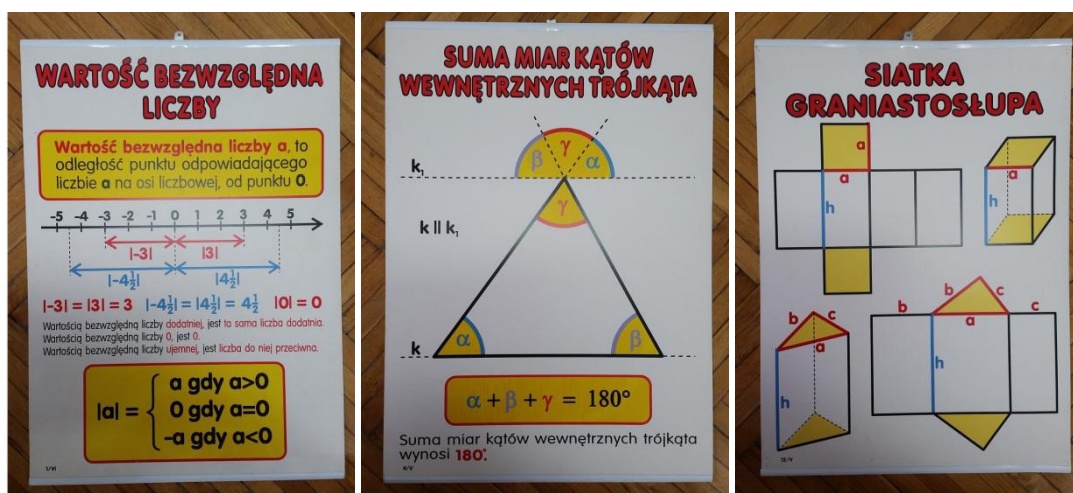 WARTOŚĆ BEZWZGLĘDNA
LICZBY
Wartość bezwzględna liczby a, to
odległość punktu odpowiadającego
liczbie a na osi liczbowej, od punktu 0.
-5 -4 -3 -2 -1 0 1 2 3 4 5
|-3| |3|
|-4½| |4½|
|-3| = |3| = 3 |-4½| = |4½| = 4½ |0| = 0
Wartością bezwzględną liczby dodatniej, jest ta sama liczba dodatnia.
Wartością bezwzględną liczby 0, jest 0.
Wartością bezwzględną liczby ujemnej, jest liczba do niej przeciwna.
|a| =
a gdy a>0
0 gdy a=0
-a gdy a<0
1/VI
SUMA MIAR KĄTÓW
WEWNĘTRZNYCH TRÓJKĄTA
k₁
β γ α
γ
k || k₁
k
α β
α + β + γ = 180°
Suma miar kątów wewnętrznych trójkąta
wynosi 180°.
6/V
SIATKA
GRANIASTOSŁUPA
a
a
h
a
h
b c
a
h
b b c c
a
h
12/V